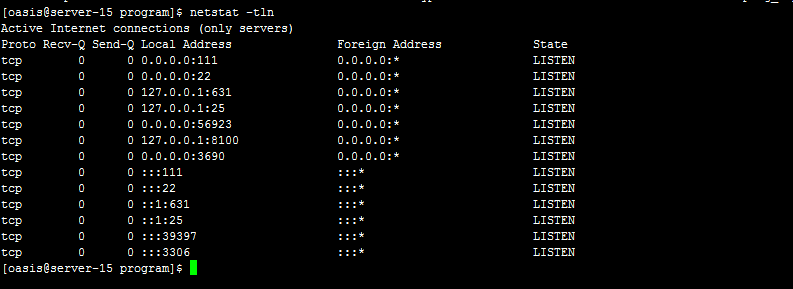 [oasis@server-15 program]$ netstat -tln
Active Internet connections (only servers)
Proto Recv-Q Send-Q Local Address Foreign Address State
tcp 0 0 0.0.0.0:111 0.0.0.0:* LISTEN
tcp 0 0 0.0.0.0:22 0.0.0.0:* LISTEN
tcp 0 0 127.0.0.1:631 0.0.0.0:* LISTEN
tcp 0 0 127.0.0.1:25 0.0.0.0:* LISTEN
tcp 0 0 0.0.0.0:56923 0.0.0.0:* LISTEN
tcp 0 0 127.0.0.1:8100 0.0.0.0:* LISTEN
tcp 0 0 0.0.0.0:3690 0.0.0.0:* LISTEN
tcp 0 0 :::111 :::* LISTEN
tcp 0 0 :::22 :::* LISTEN
tcp 0 0 ::1:631 :::* LISTEN
tcp 0 0 ::1:25 :::* LISTEN
tcp 0 0 :::39397 :::* LISTEN
tcp 0 0 :::3306 :::* LISTEN
[oasis@server-15 program]$